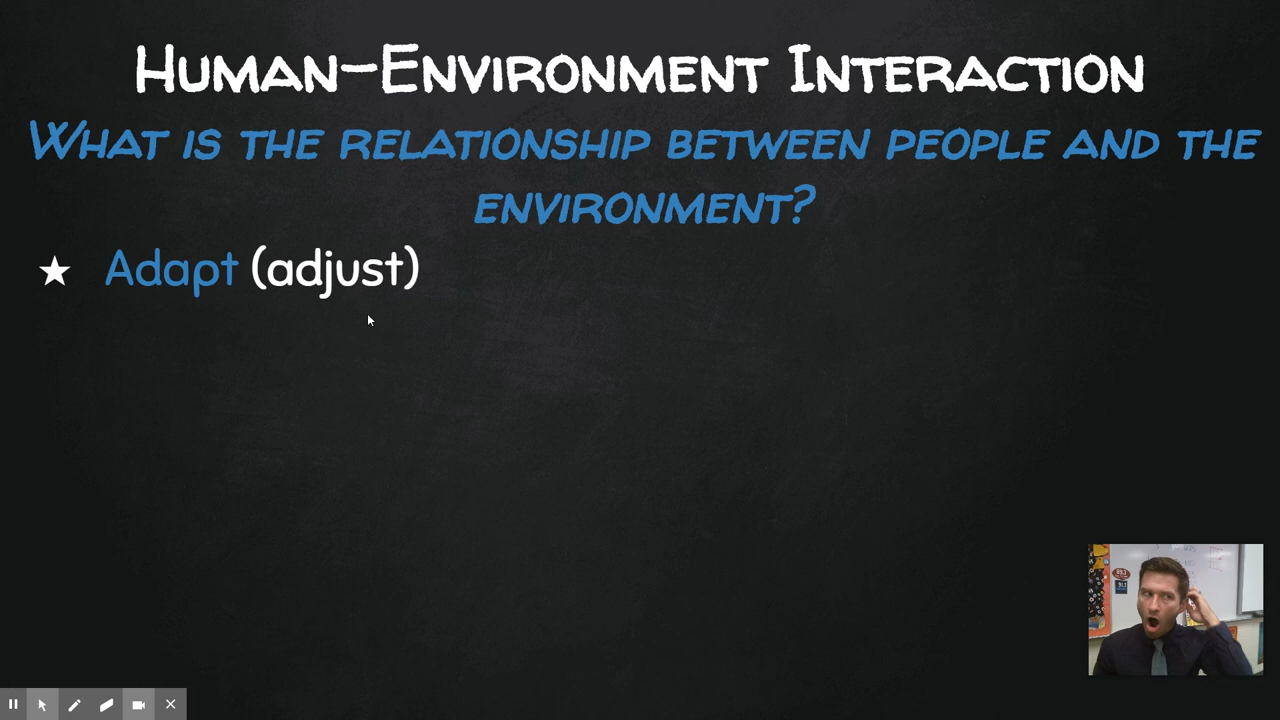 Human-Environment Interaction
What is the relationship between people and the
environment?
★ Adapt (adjust)